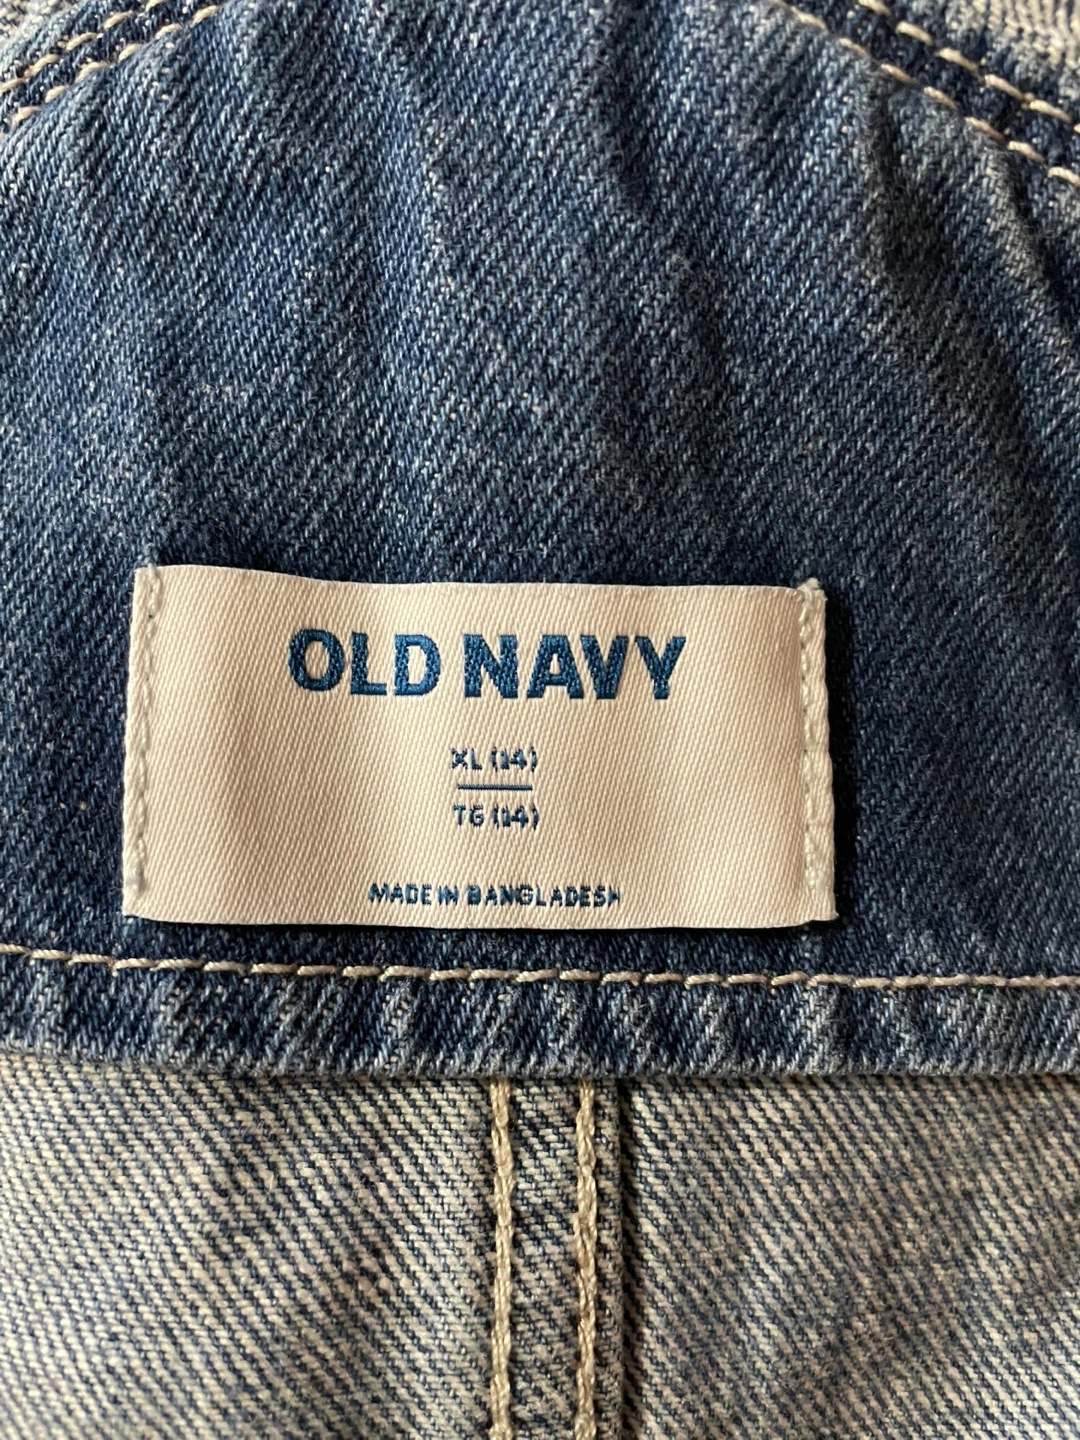 OLD NAVY
XL (14)
TG (14)
MADE IN BANGLADESH